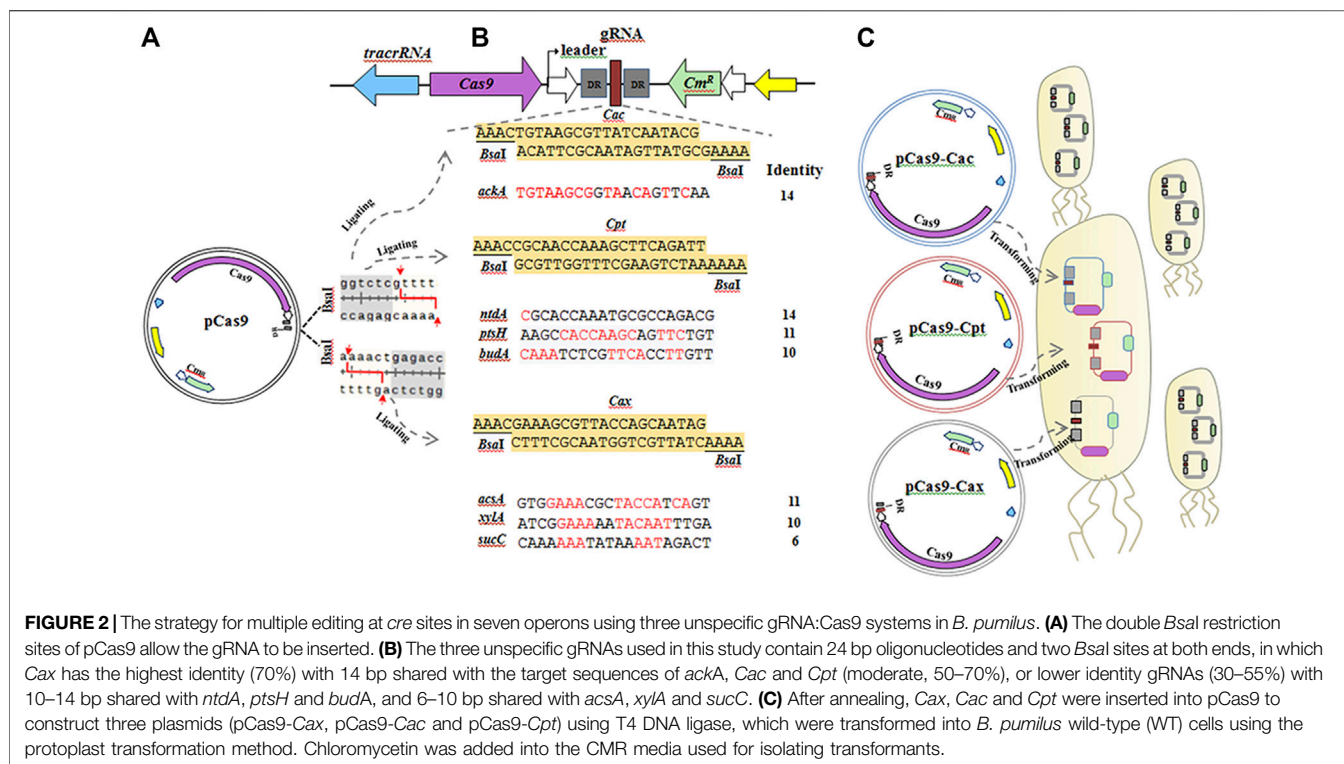 A
B
C
tracrRNA
Cas9
leader
gRNA
DR
DR
CmR
Cac
AAACTGTAAGCGTTATCAATACG
BsaI ACATTCGCAATAGTTATGCGAAAA
BsaI
Identity
ackA TGTAAGCGGTAACAGTTCAA 14
Cpt
AAACCGCAACCAAAGCTTCAGATT
BsaI GCGTTGGTTTCGAAGTCTAAAAAA
BsaI
ntdA CGCACCAAATGCGCCAGACG 14
ptsH AAGCCACCAAGCAGTTCTGT 11
budA CAAATCTCGTTCACCTTGTT 10
Cax
AAACGAAAGCGTTACCAGCAATAG
BsaI CTTTCGCAATGGTCGTTATCAAAA
BsaI
acsA GTGGAAACGCTACCATCAGT 11
xylA ATCGGAAAAATACAATTTGA 10
sucC CAAAAAATATAAAATAGACT 6
Ligating
Ligating
Ligating
BsaI
ggtctcgtttt
ccagagcaaaa
BsaI
aaaactgagacc
ttttgactctgg
Cas9
pCas9
DR
Cmg
Cmg
pCas9-Cac
DR
Cas9
Transforming
Cmg
pCas9-Cpt
DR
Cas9
Transforming
Cmg
pCas9-Cax
DR
Cas9
Transforming
FIGURE 2 | The strategy for multiple editing at cre sites in seven operons using three unspecific gRNA:Cas9 systems in B. pumilus. (A) The double BsaI restriction
sites of pCas9 allow the gRNA to be inserted. (B) The three unspecific gRNAs used in this study contain 24 bp oligonucleotides and two BsaI sites at both ends, in which
Cax has the highest identity (70%) with 14 bp shared with the target sequences of ackA, Cac and Cpt (moderate, 50–70%), or lower identity gRNAs (30–55%) with
10–14 bp shared with ntdA, ptsH and budA, and 6–10 bp shared with acsA, xylA and sucC. (C) After annealing, Cax, Cac and Cpt were inserted into pCas9 to
construct three plasmids (pCas9-Cax, pCas9-Cac and pCas9-Cpt) using T4 DNA ligase, which were transformed into B. pumilus wild-type (WT) cells using the
protoplast transformation method. Chloromycetin was added into the CMR media used for isolating transformants.